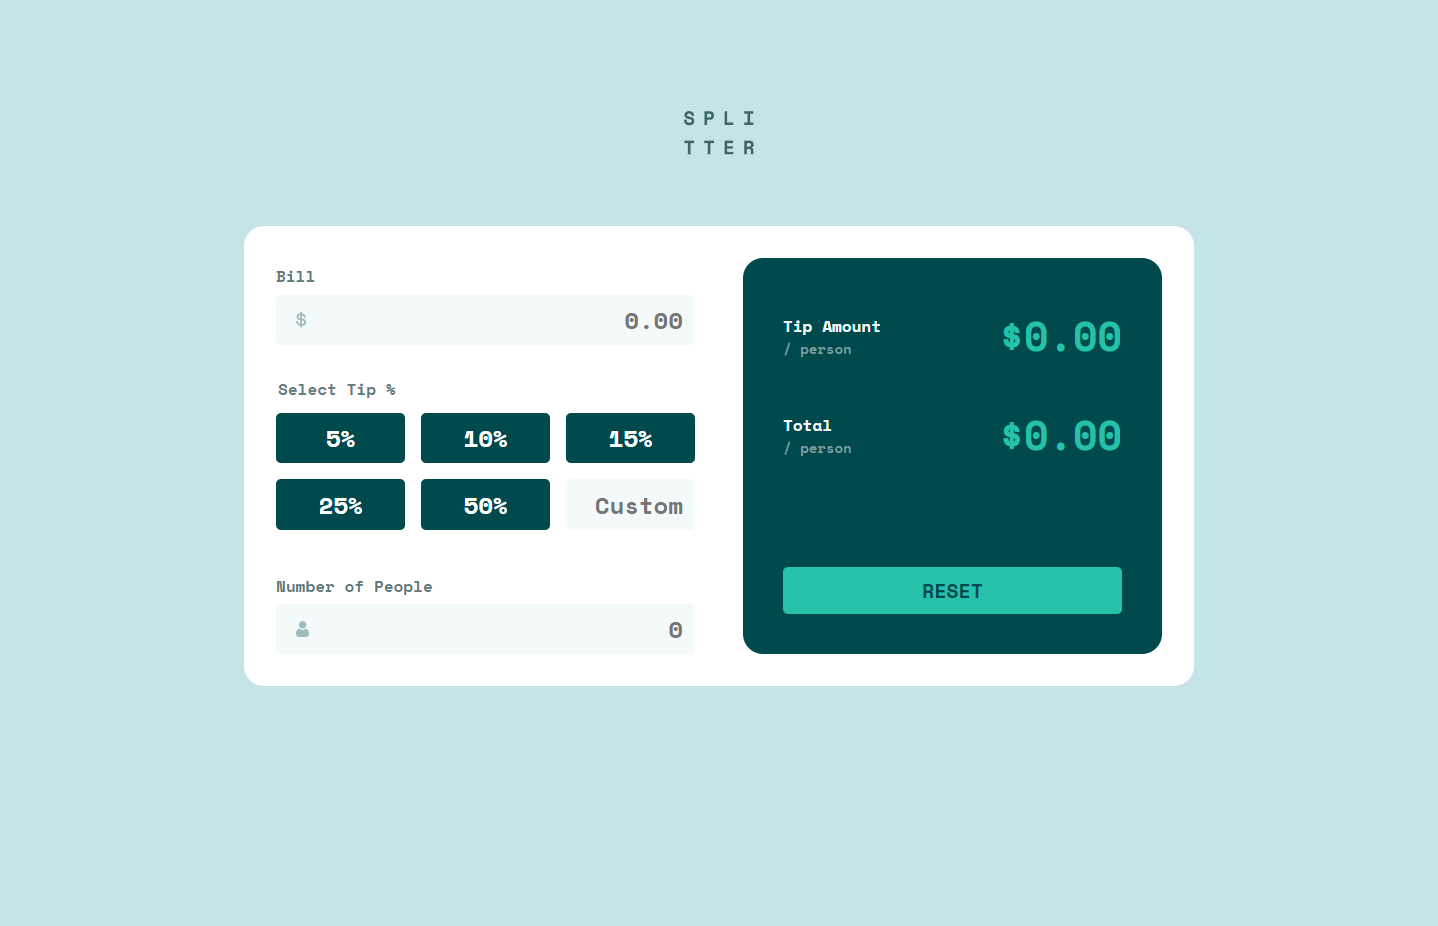 SPLI
TTER
Bill
$ 0.00
Select Tip %
5% 10% 15%
25% 50% Custom
Number of People
0
Tip Amount
/ person
$0.00
Total
/ person
$0.00
RESET